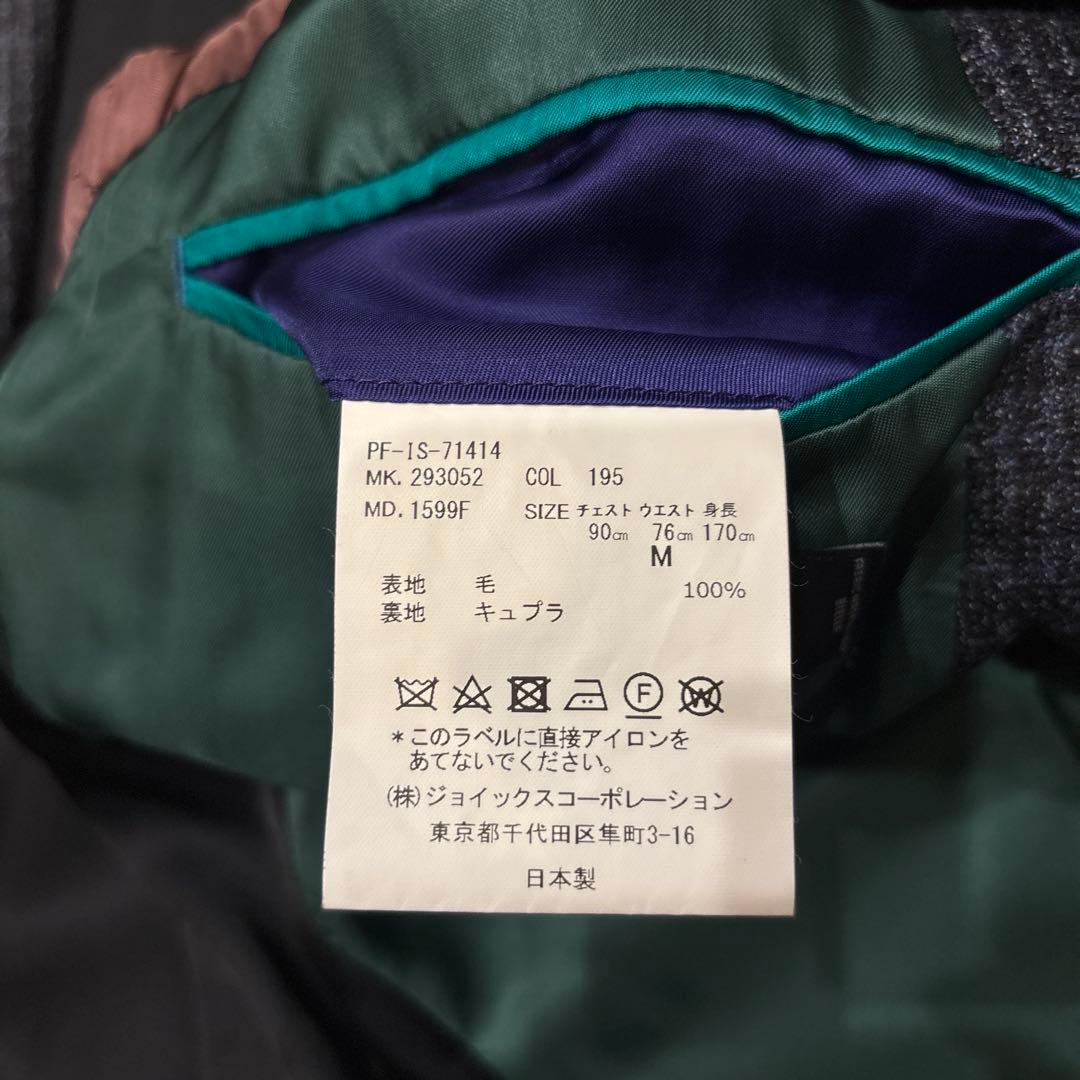 PF-IS-71414
MK. 293052 COL 195
MD. 1599F SIZE チェスト ウエスト 身長
90㎝ 76㎝ 170㎝
M
表地 毛 100%
裏地 キュプラ
F W
*このラベルに直接アイロンを
あてないでください。
(株)ジョイックスコーポレーション
東京都千代田区隼町3-16
日本製